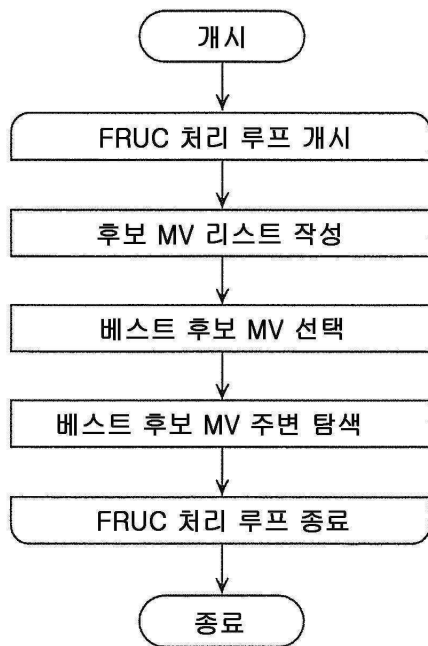 개시
FRUC 처리 루프 개시
후보 MV 리스트 작성
베스트 후보 MV 선택
베스트 후보 MV 주변 탐색
FRUC 처리 루프 종료
종료